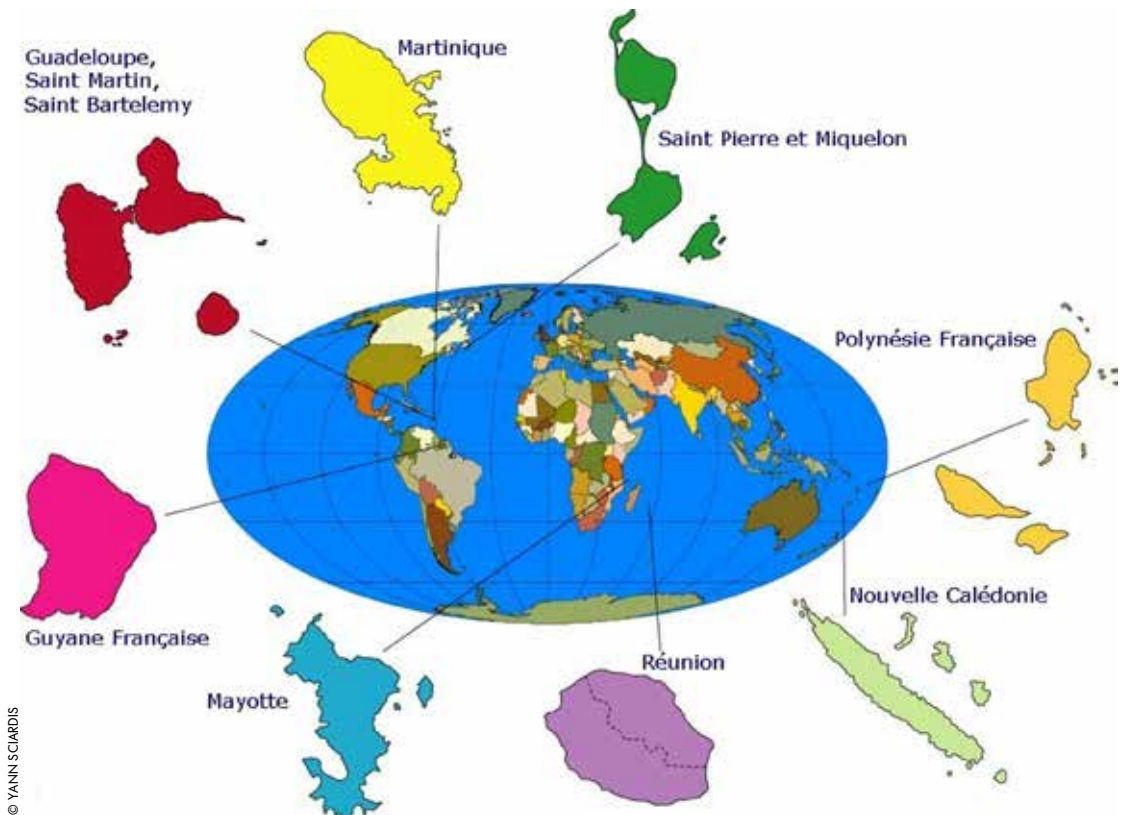 Guadeloupe,
Saint Martin,
Saint Bartelemy
Martinique
Saint Pierre et Miquelon
Polynésie Française
Guyane Française
Nouvelle Calédonie
Mayotte
Réunion
© YANN SCIARDIS